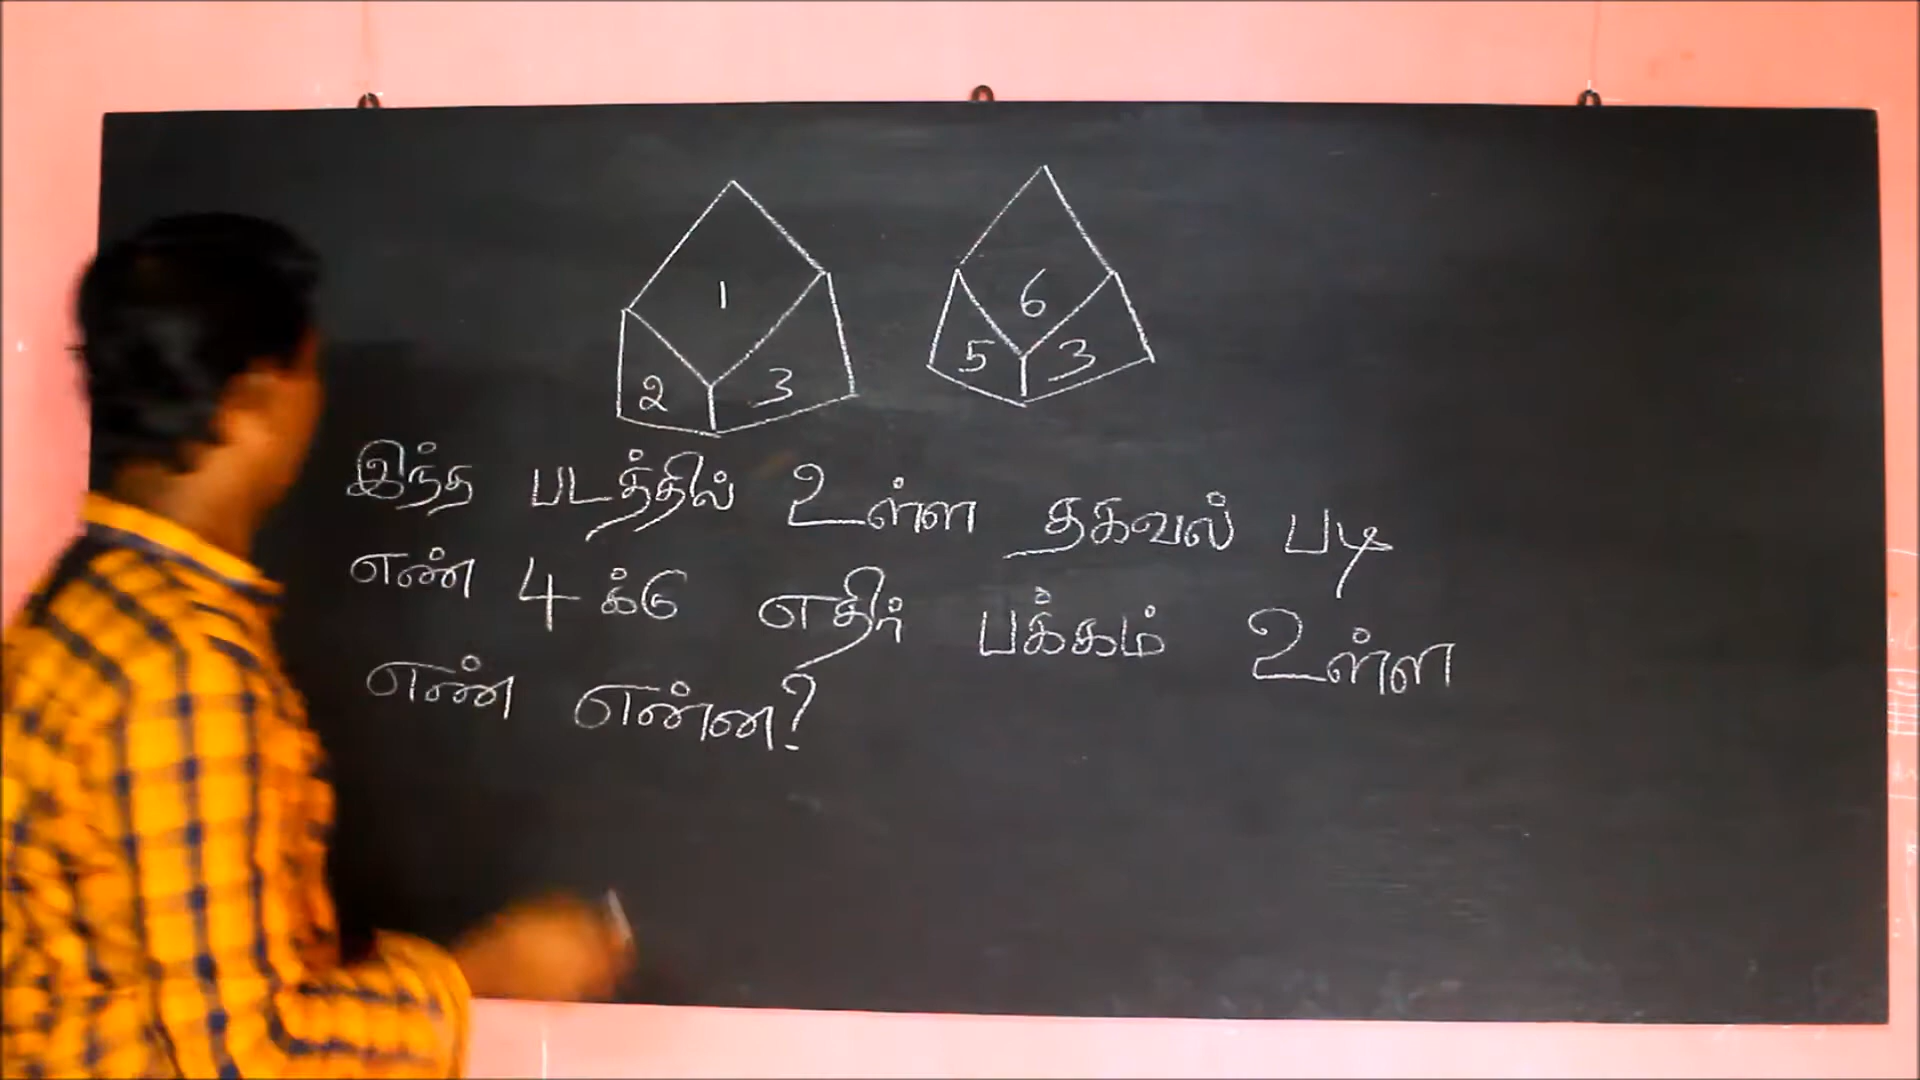 1
2 3
6
5 3
இந்த படத்தில் உள்ள தகவல் படி
எண் 4 க்டு எதிர் பக்கம் உள்ள
எண் என்ன?